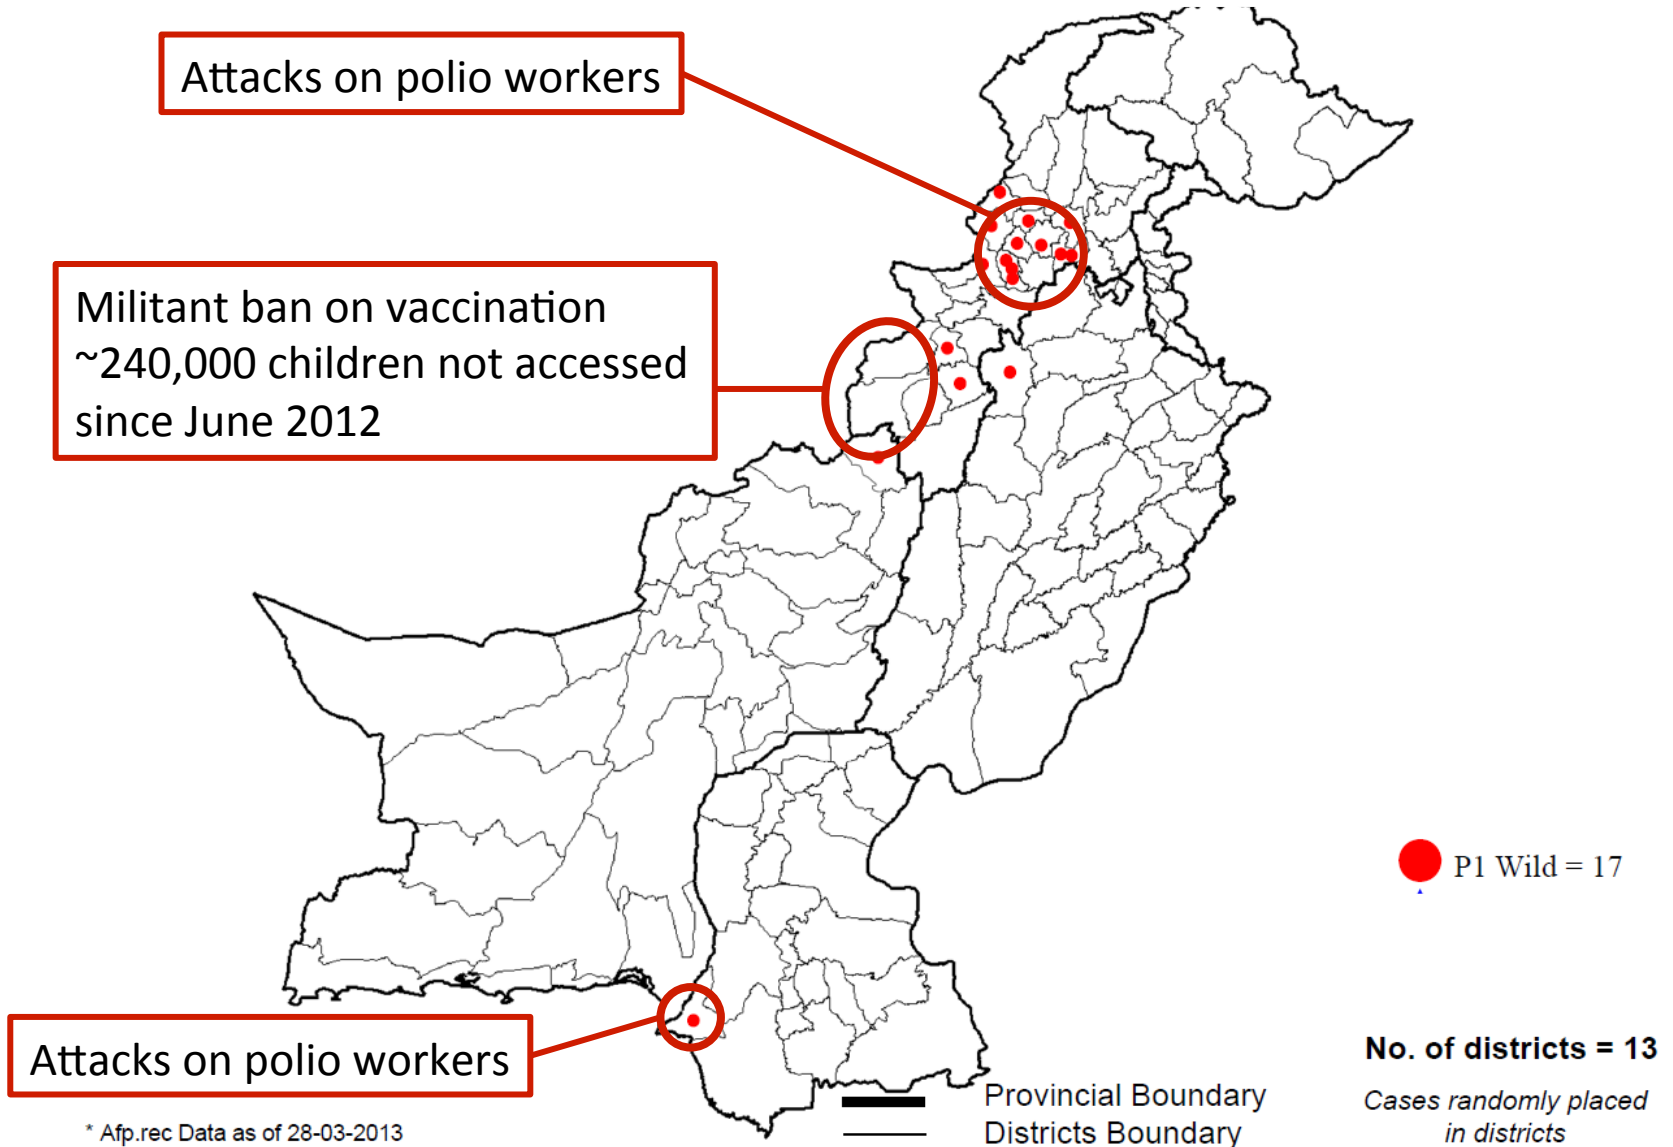 Attacks on polio workers
Militant ban on vaccination
~240,000 children not accessed
since June 2012
P1 Wild = 17
Attacks on polio workers
No. of districts = 13
Cases randomly placed
in districts
Provincial Boundary
Districts Boundary
* Afp.rec Data as of 28-03-2013